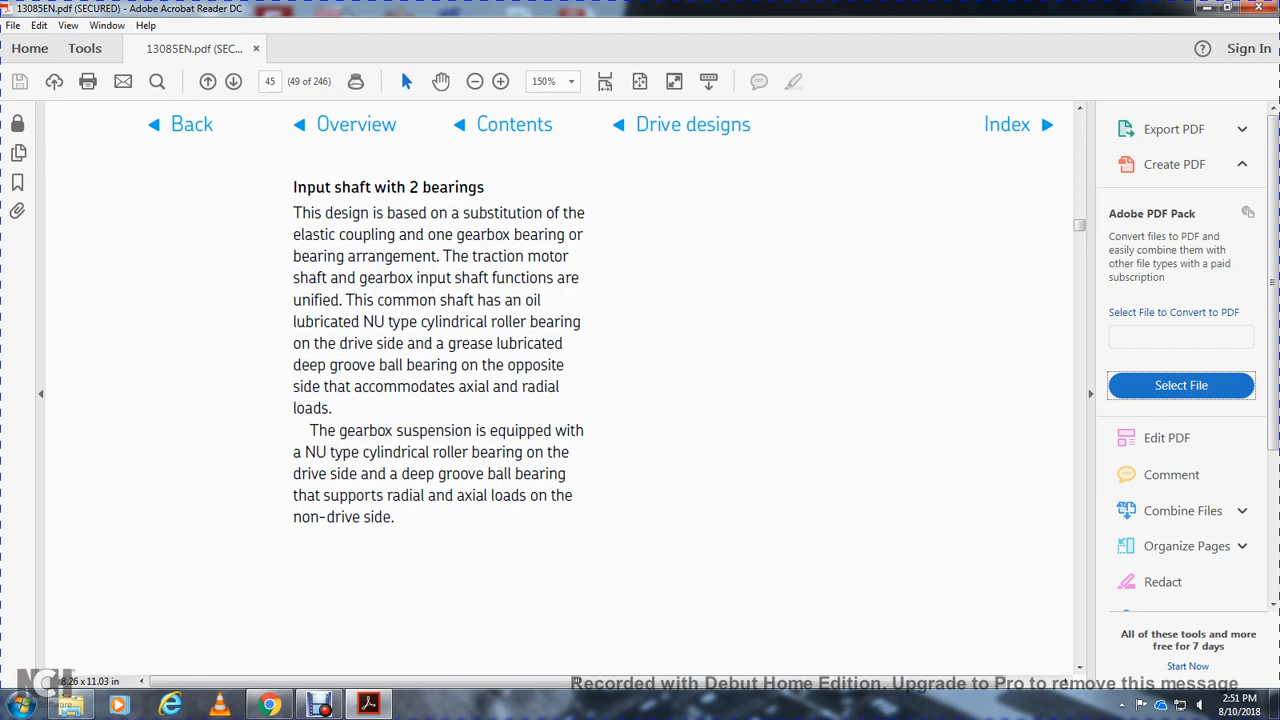 13085EN.pdf (SECURED) - Adobe Acrobat Reader DC
File Edit View Window Help
Home Tools 13085EN.pdf (SEC... × Sign In
45 (49 of 246) 150%
Back Overview Contents Drive designs Index
Input shaft with 2 bearings
This design is based on a substitution of the
elastic coupling and one gearbox bearing or
bearing arrangement. The traction motor
shaft and gearbox input shaft functions are
unified. This common shaft has an oil
lubricated NU type cylindrical roller bearing
on the drive side and a grease lubricated
deep groove ball bearing on the opposite
side that accommodates axial and radial
loads.
The gearbox suspension is equipped with
a NU type cylindrical roller bearing on the
drive side and a deep groove ball bearing
that supports radial and axial loads on the
non-drive side.
Export PDF
Create PDF
Adobe PDF Pack
Convert files to PDF and
easily combine them with
other file types with a paid
subscription
Select File to Convert to PDF
Select File
Edit PDF
Comment
Combine Files
Organize Pages
Redact
All of these tools and more
free for 7 days
Start Now
8.26 x 11.03 in
NCH
Software
Recorded with Debut Home Edition. Upgrade to Pro to remove this message
2:51 PM
8/10/2018